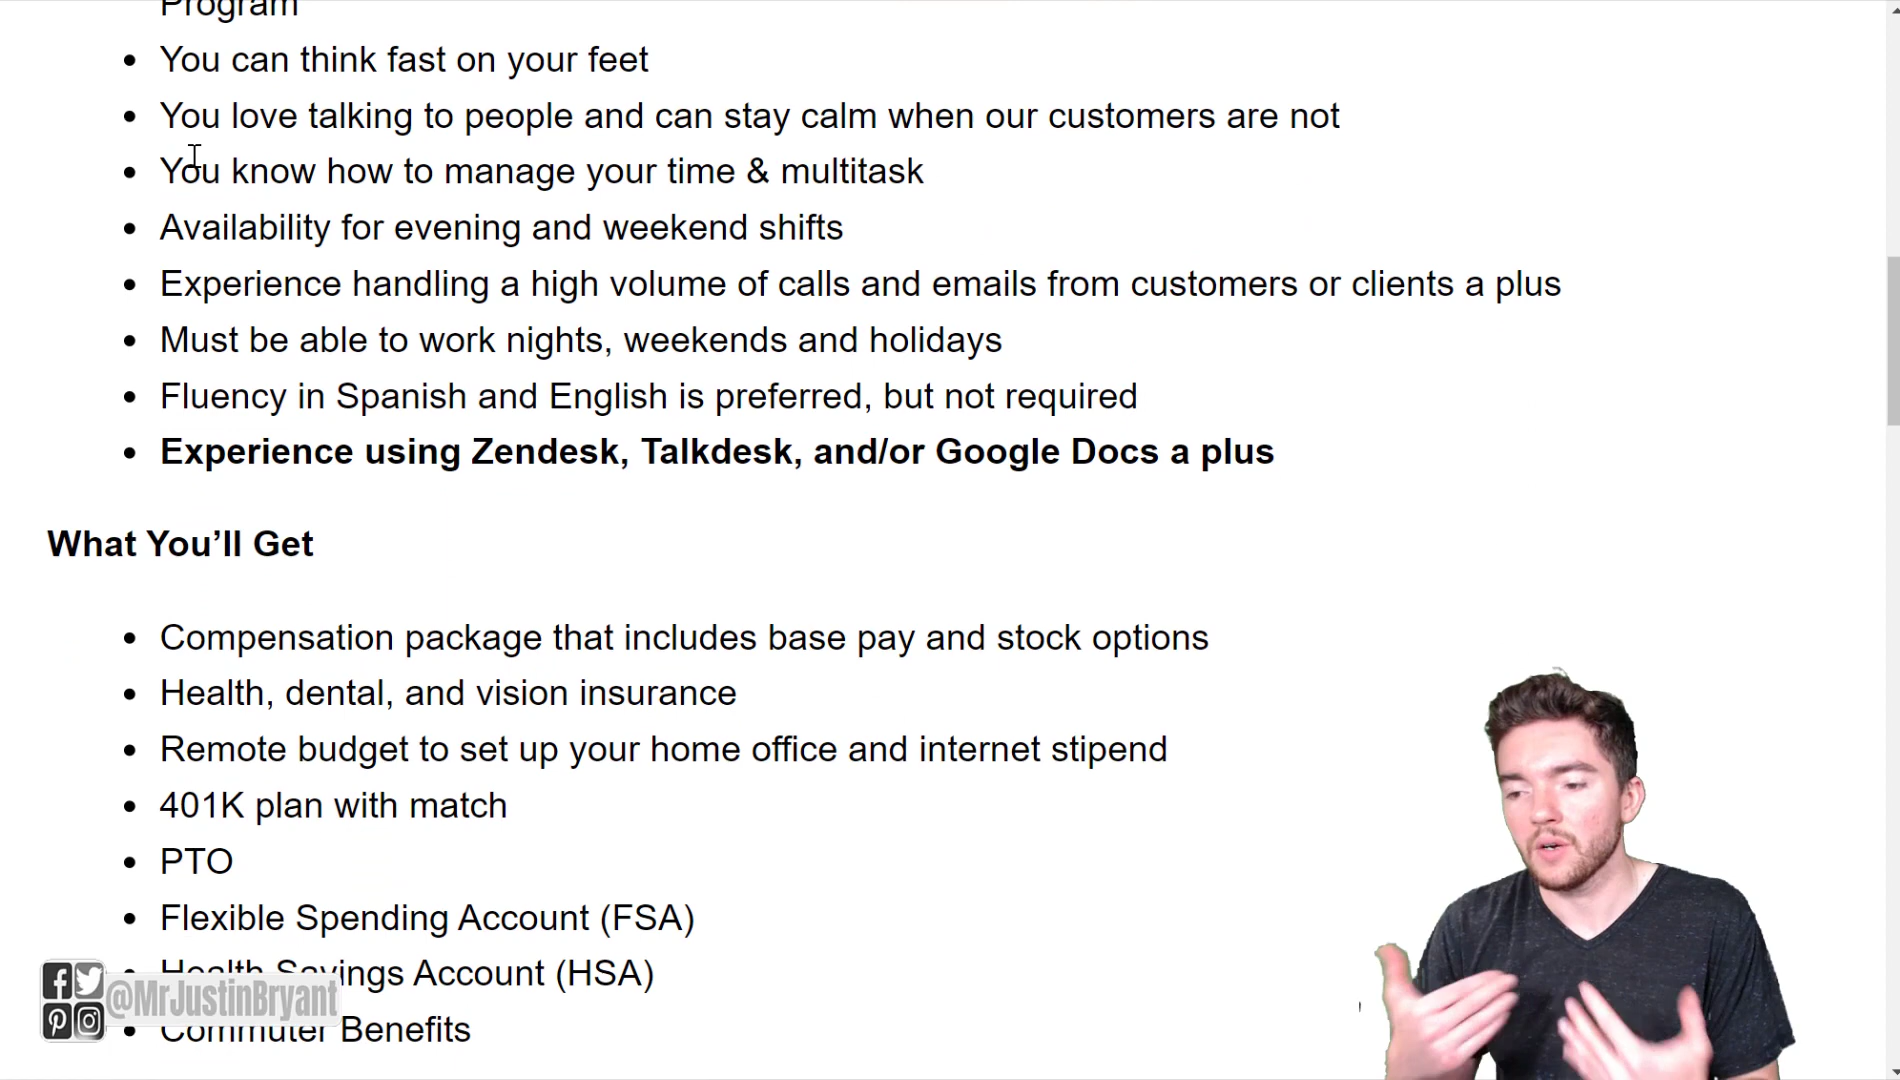 Program
You can think fast on your feet
You love talking to people and can stay calm when our customers are not
You know how to manage your time & multitask
Availability for evening and weekend shifts
Experience handling a high volume of calls and emails from customers or clients a plus
Must be able to work nights, weekends and holidays
Fluency in Spanish and English is preferred, but not required
Experience using Zendesk, Talkdesk, and/or Google Docs a plus
What You’ll Get
Compensation package that includes base pay and stock options
Health, dental, and vision insurance
Remote budget to set up your home office and internet stipend
401K plan with match
PTO
Flexible Spending Account (FSA)
Health Savings Account (HSA)
@MrJustinBryant
Commuter Benefits